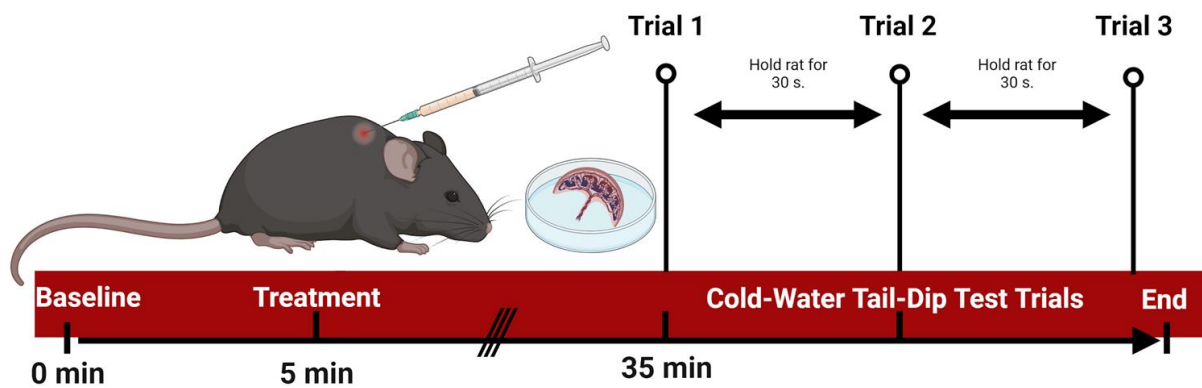 Trial 1
Trial 2
Trial 3
Hold rat for
30 s.
Hold rat for
30 s.
Baseline
Treatment
Cold-Water Tail-Dip Test Trials
End
0 min
5 min
35 min